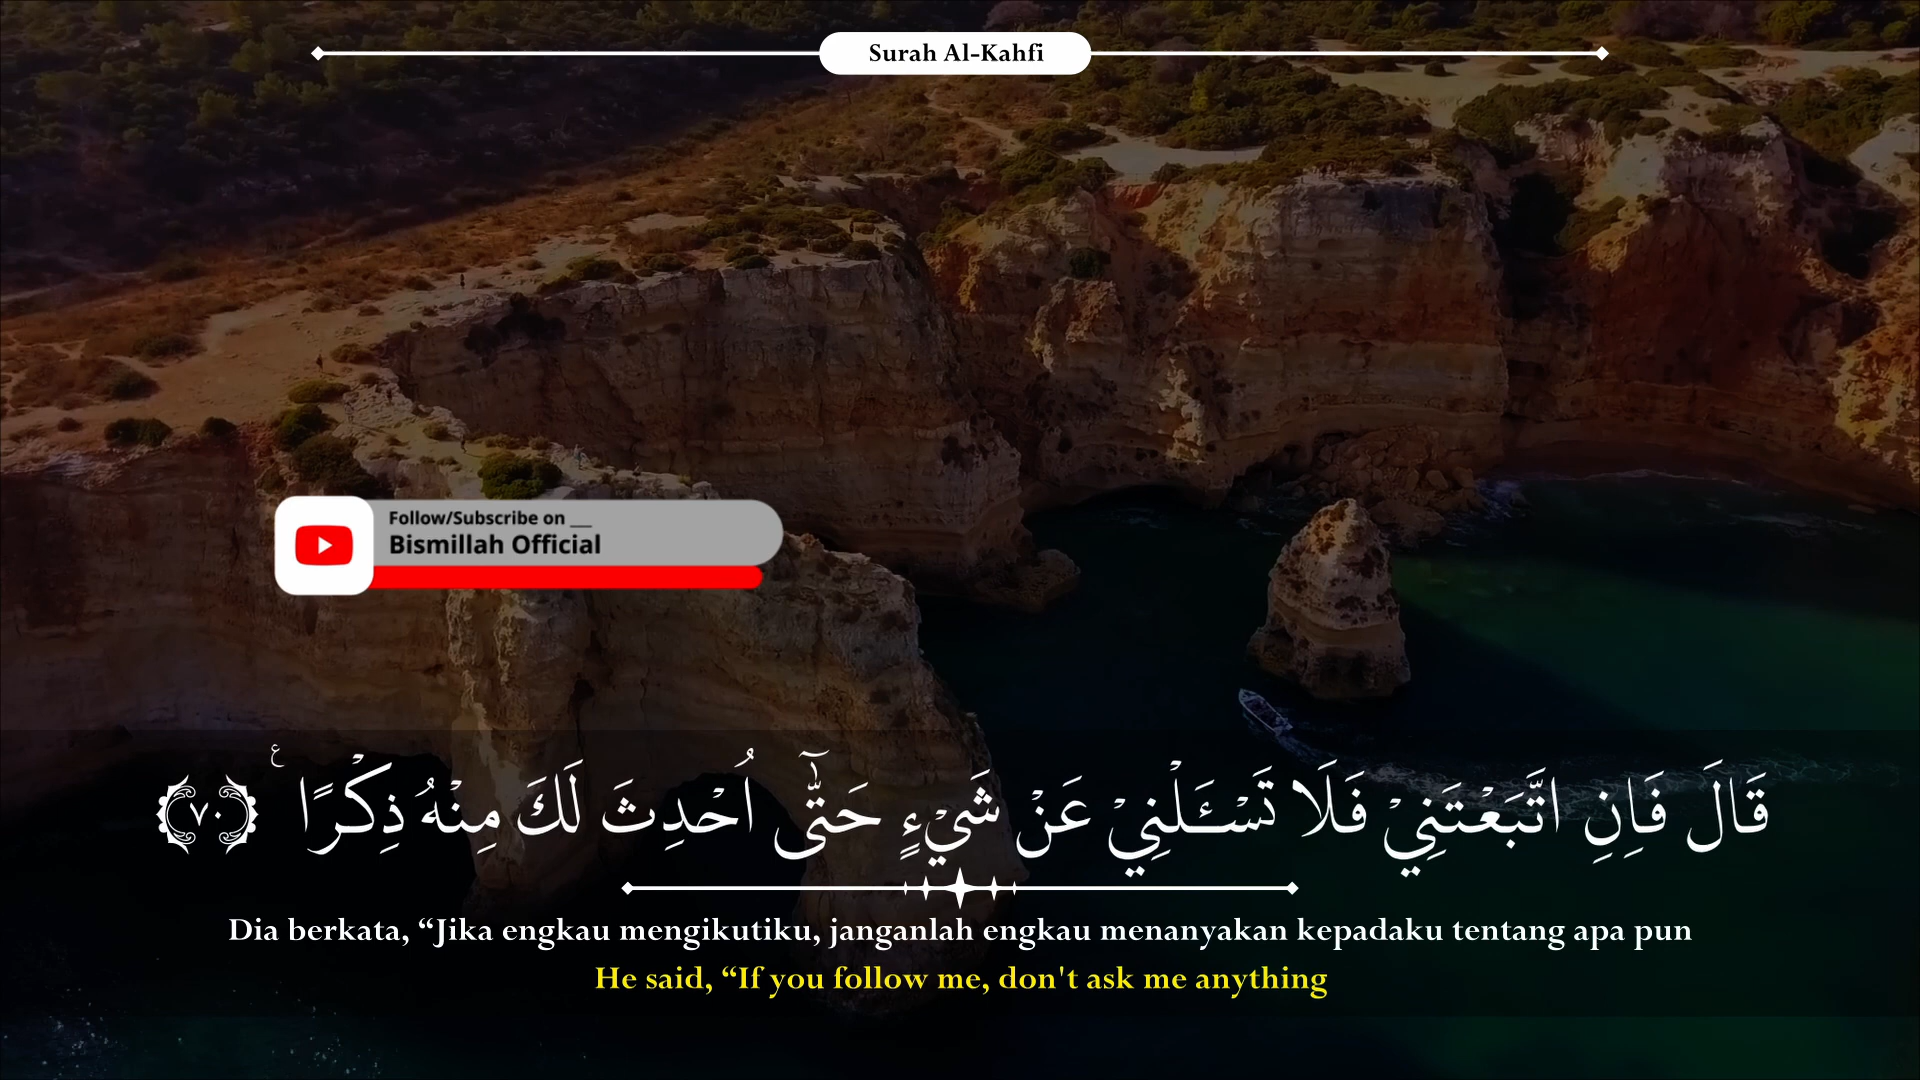 Surah Al-Kahfi
Follow/Subscribe on __
Bismillah Official
قَالَ فَاِنِ اتَّبَعْتَنِيْ فَلَا تَسْـَٔلْنِيْ عَنْ شَيْءٍ حَتّٰٓى اُحْدِثَ لَكَ مِنْهُ ذِكْرًا ۧ ٧٠
Dia berkata, “Jika engkau mengikutiku, janganlah engkau menanyakan kepadaku tentang apa pun
He said, “If you follow me, don't ask me anything